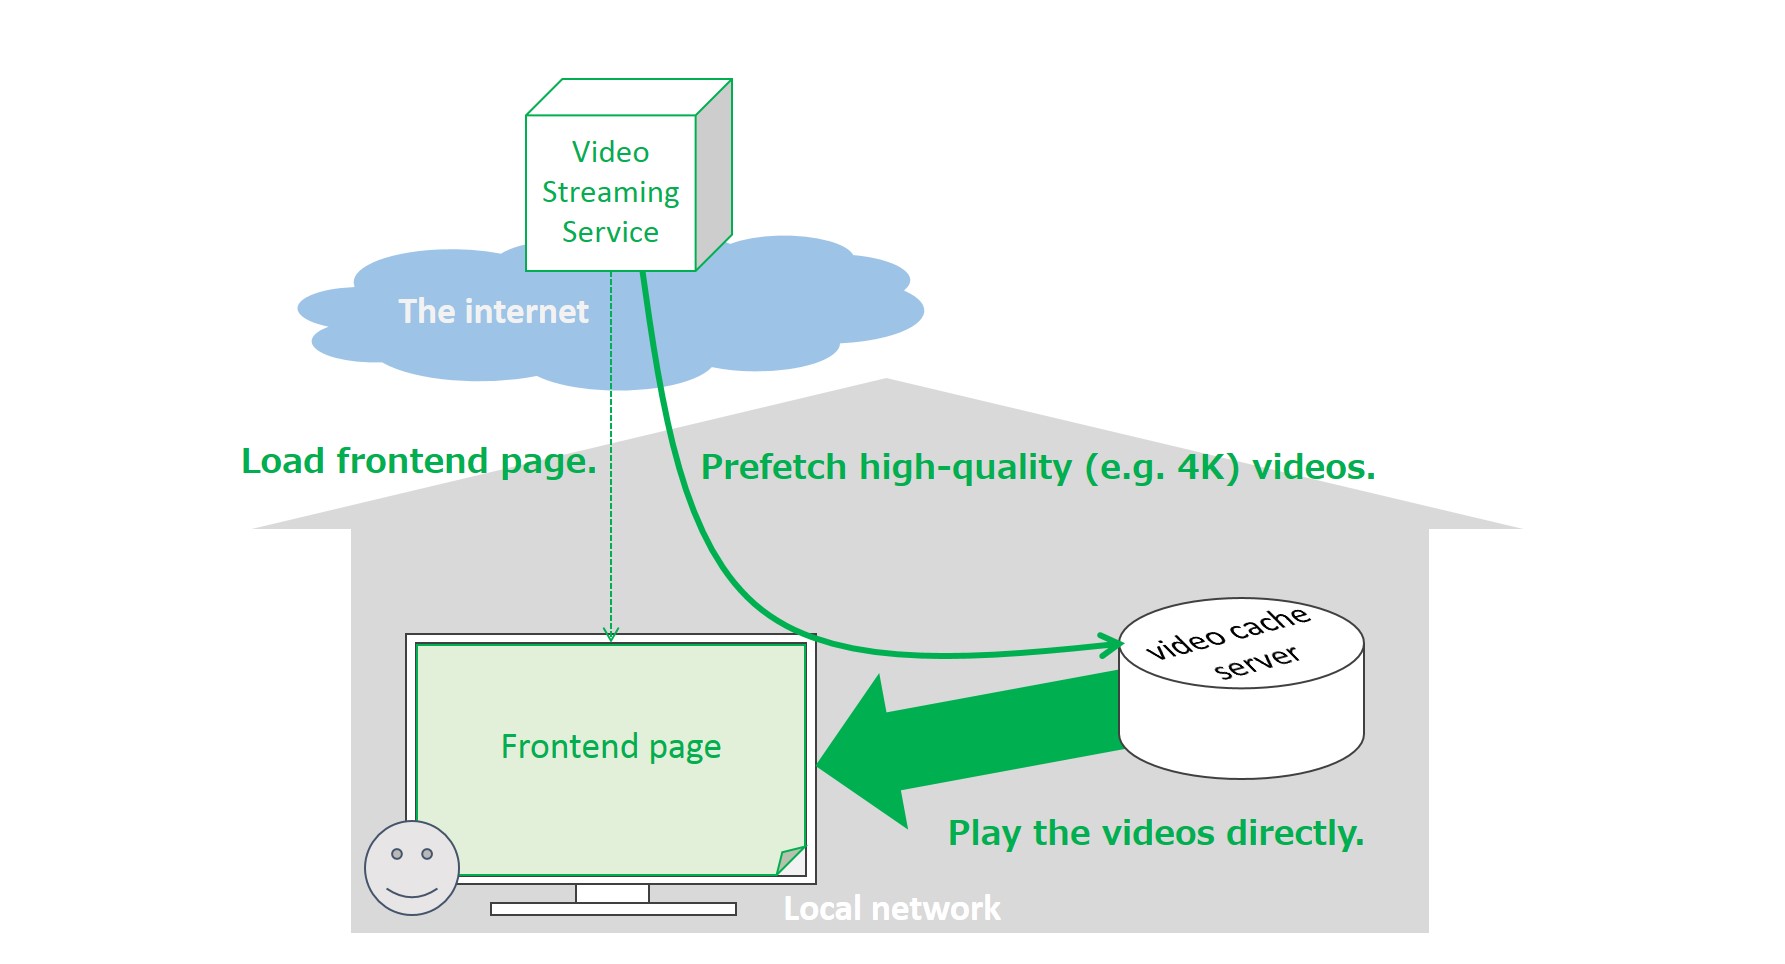 Video
Streaming
Service
The internet
Load frontend page.
Prefetch high-quality (e.g. 4K) videos.
video cache
server
Frontend page
Play the videos directly.
Local network